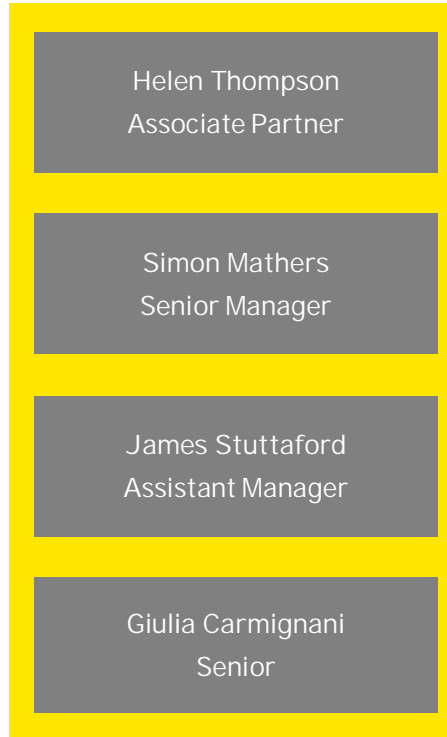 Helen Thompson
Associate Partner
Simon Mathers
Senior Manager
James Stuttaford
Assistant Manager
Giulia Carmignani
Senior